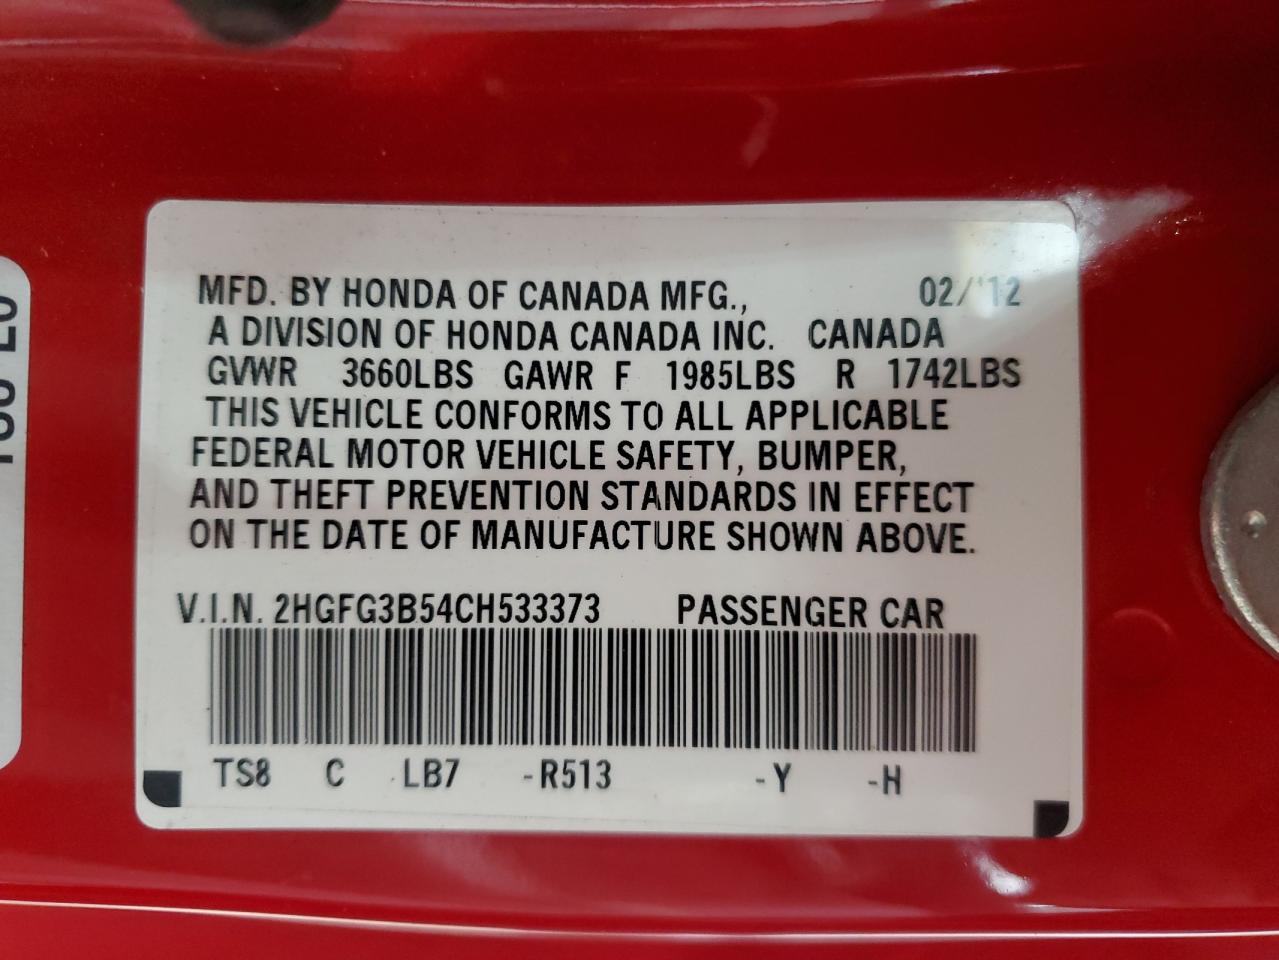 MFD. BY HONDA OF CANADA MFG., 02/'12
A DIVISION OF HONDA CANADA INC. CANADA
GVWR 3660LBS GAWR F 1985LBS R 1742LBS
THIS VEHICLE CONFORMS TO ALL APPLICABLE
FEDERAL MOTOR VEHICLE SAFETY, BUMPER,
AND THEFT PREVENTION STANDARDS IN EFFECT
ON THE DATE OF MANUFACTURE SHOWN ABOVE.
V.I.N. 2HGFG3B54CH533373 PASSENGER CAR
TS8 C LB7 -R513 -Y -H